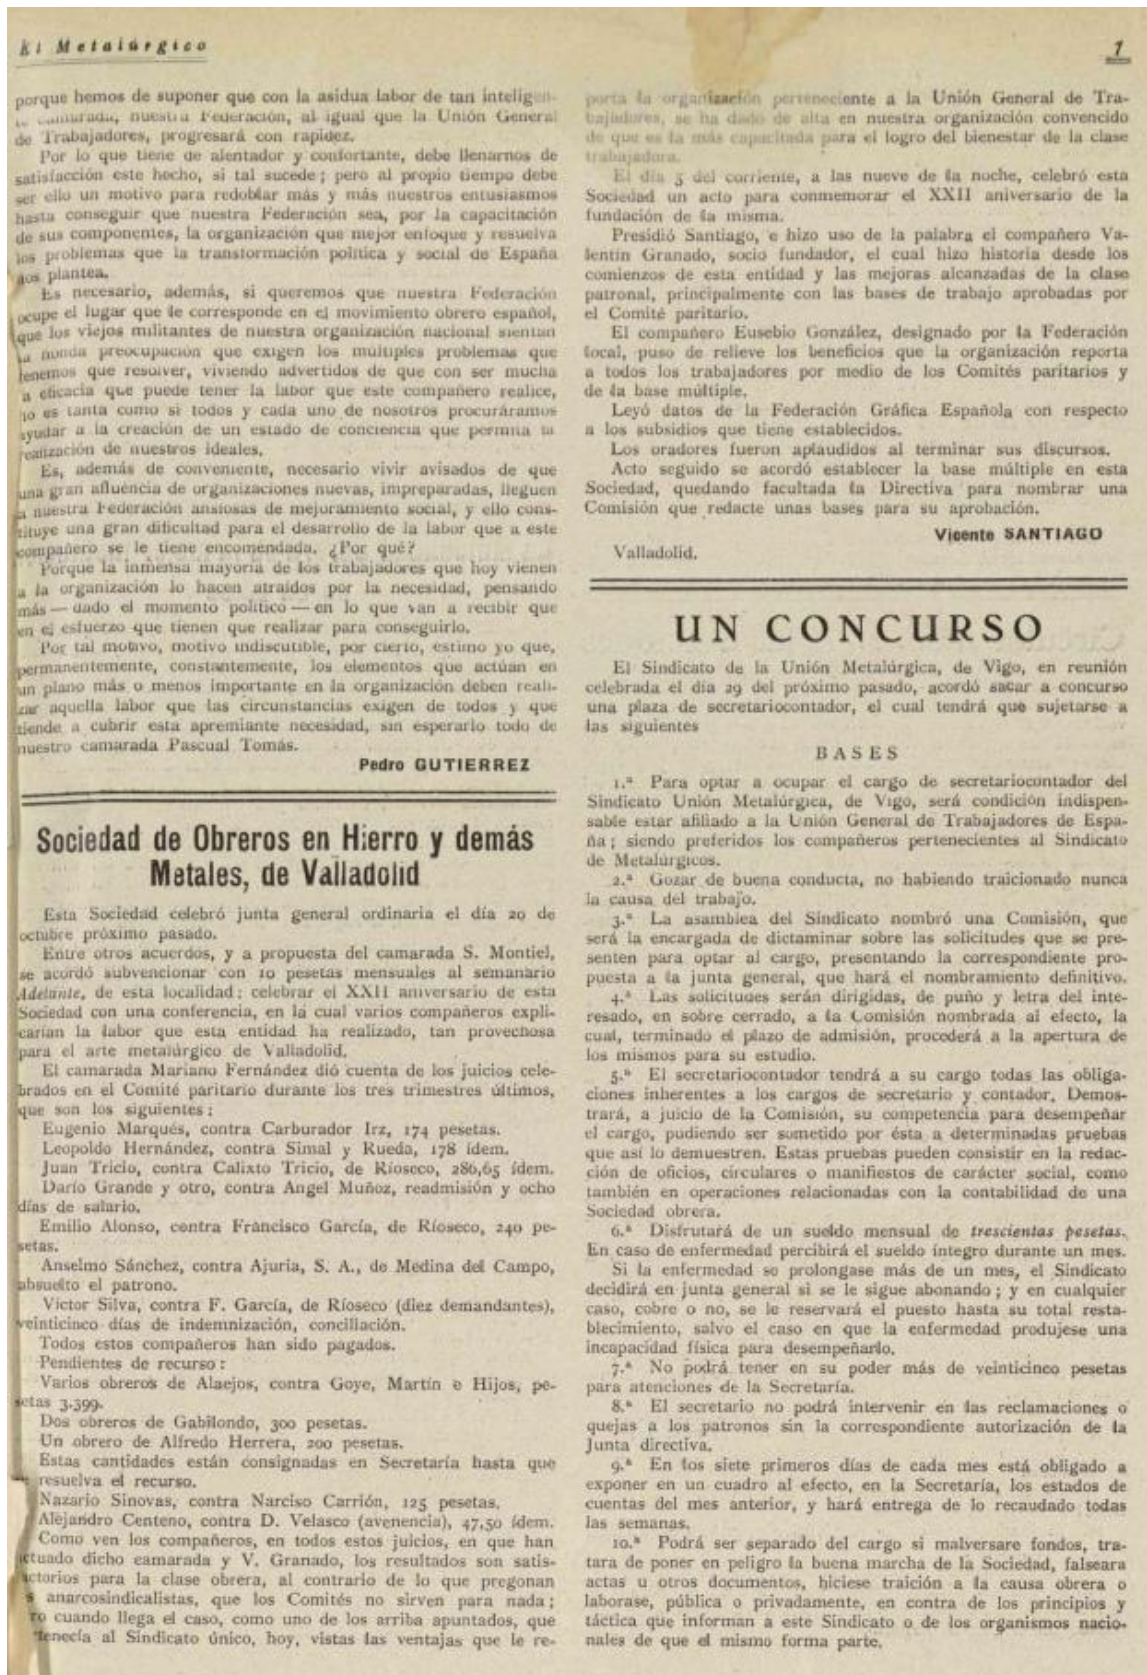 El Metalúrgico
7
porque hemos de suponer que con la asidua labor de tan inteligen-
te camarada, nuestra Federación, al igual que la Unión General
de Trabajadores, progresará con rapidez.
Por lo que tiene de alentador y confortante, debe llenarnos de
satisfacción este hecho, si tal sucede; pero al propio tiempo debe
ser ello un motivo para redoblar más y más nuestros entusiasmos
hasta conseguir que nuestra Federación sea, por la capacitación
de sus componentes, la organización que mejor enfoque y resuelva
los problemas que la transformación política y social de España
nos plantea.
Es necesario, además, si queremos que nuestra Federación
ocupe el lugar que le corresponde en el movimiento obrero español,
que los viejos militantes de nuestra organización nacional sientan
la honda preocupación que exigen los múltiples problemas que
tenemos que resolver, viviendo advertidos de que con ser mucha
la eficacia que puede tener la labor que este compañero realice,
no es tanta como si todos y cada uno de nosotros procuráramos
ayudar a la creación de un estado de conciencia que permita la
realización de nuestros ideales.
Es, además de conveniente, necesario vivir avisados de que
una gran afluencia de organizaciones nuevas, impreparadas, lleguen
a nuestra Federación ansiosas de mejoramiento social, y ello cons-
tituye una gran dificultad para el desarrollo de la labor que a este
compañero se le tiene encomendada. ¿Por qué?
Porque la inmensa mayoría de los trabajadores que hoy vienen
a la organización lo hacen atraídos por la necesidad, pensando
más — dado el momento político — en lo que van a recibir que
en el esfuerzo que tienen que realizar para conseguirlo.
Por tal motivo, motivo indiscutible, por cierto, estimo yo que,
permanentemente, constantemente, los elementos que actúan en
un plano más o menos importante en la organización deben reali-
zar aquella labor que las circunstancias exigen de todos y que
tiende a cubrir esta apremiante necesidad, sin esperarlo todo de
nuestro camarada Pascual Tomás.
Pedro GUTIERREZ
Sociedad de Obreros en Hierro y demás
Metales, de Valladolid
Esta Sociedad celebró junta general ordinaria el día 20 de
octubre próximo pasado.
Entre otros acuerdos, y a propuesta del camarada S. Montiel,
se acordó subvencionar con 10 pesetas mensuales al semanario
Adelante, de esta localidad; celebrar el XXII aniversario de esta
Sociedad con una conferencia, en la cual varios compañeros expli-
carían la labor que esta entidad ha realizado, tan provechosa
para el arte metalúrgico de Valladolid.
El camarada Mariano Fernández dió cuenta de los juicios cele-
brados en el Comité paritario durante los tres trimestres últimos,
que son los siguientes:
Eugenio Marqués, contra Carburador Irz, 174 pesetas.
Leopoldo Hernández, contra Simal y Rueda, 178 ídem.
Juan Tricio, contra Calixto Tricio, de Ríoseco, 286,65 ídem.
Darío Grande y otro, contra Angel Muñoz, readmisión y ocho
días de salario.
Emilio Alonso, contra Francisco García, de Ríoseco, 240 pe-
setas.
Anselmo Sánchez, contra Ajuria, S. A., de Medina del Campo,
absuelto el patrono.
Víctor Silva, contra F. García, de Ríoseco (diez demandantes),
veinticinco días de indemnización, conciliación.
Todos estos compañeros han sido pagados.
Pendientes de recurso:
Varios obreros de Alaejos, contra Goye, Martín e Hijos, pe-
setas 3.399.
Dos obreros de Gabilondo, 300 pesetas.
Un obrero de Alfredo Herrera, 200 pesetas.
Estas cantidades están consignadas en Secretaría hasta que
resuelva el recurso.
Nazario Sinovas, contra Narciso Carrión, 125 pesetas.
Alejandro Centeno, contra D. Velasco (avenencia), 47,50 ídem.
Como ven los compañeros, en todos estos juicios, en que han
actuado dicho camarada y V. Granado, los resultados son satis-
factorios para la clase obrera, al contrario de lo que pregonan
anarcosindicalistas, que los Comités no sirven para nada;
cuando llega el caso, como uno de los arriba apuntados, que
tenecía al Sindicato único, hoy, vistas las ventajas que le re-
porta la organización perteneciente a la Unión General de Tra-
bajadores, se ha dado de alta en nuestra organización convencido
de que es la más capacitada para el logro del bienestar de la clase
trabajadora.
El día 5 del corriente, a las nueve de la noche, celebró esta
Sociedad un acto para conmemorar el XXII aniversario de la
fundación de la misma.
Presidió Santiago, e hizo uso de la palabra el compañero Va-
lentín Granado, socio fundador, el cual hizo historia desde los
comienzos de esta entidad y las mejoras alcanzadas de la clase
patronal, principalmente con las bases de trabajo aprobadas por
el Comité paritario.
El compañero Eusebio González, designado por la Federación
local, puso de relieve los beneficios que la organización reporta
a todos los trabajadores por medio de los Comités paritarios y
de la base múltiple.
Leyó datos de la Federación Gráfica Española con respecto
a los subsidios que tiene establecidos.
Los oradores fueron aplaudidos al terminar sus discursos.
Acto seguido se acordó establecer la base múltiple en esta
Sociedad, quedando facultada la Directiva para nombrar una
Comisión que redacte unas bases para su aprobación.
Vicente SANTIAGO
Valladolid.
UN CONCURSO
El Sindicato de la Unión Metalúrgica, de Vigo, en reunión
celebrada el día 29 del próximo pasado, acordó sacar a concurso
una plaza de secretariocontador, el cual tendrá que sujetarse a
las siguientes
BASES
1.ª Para optar a ocupar el cargo de secretariocontador del
Sindicato Unión Metalúrgica, de Vigo, será condición indispen-
sable estar afiliado a la Unión General de Trabajadores de Espa-
ña; siendo preferidos los compañeros pertenecientes al Sindicato
de Metalúrgicos.
2.ª Gozar de buena conducta, no habiendo traicionado nunca
la causa del trabajo.
3.ª La asamblea del Sindicato nombró una Comisión, que
será la encargada de dictaminar sobre las solicitudes que se pre-
senten para optar al cargo, presentando la correspondiente pro-
puesta a la junta general, que hará el nombramiento definitivo.
4.ª Las solicitudes serán dirigidas, de puño y letra del inte-
resado, en sobre cerrado, a la Comisión nombrada al efecto, la
cual, terminado el plazo de admisión, procederá a la apertura de
los mismos para su estudio.
5.ª El secretariocontador tendrá a su cargo todas las obliga-
ciones inherentes a los cargos de secretario y contador. Demos-
trará, a juicio de la Comisión, su competencia para desempeñar
el cargo, pudiendo ser sometido por ésta a determinadas pruebas
que así lo demuestren. Estas pruebas pueden consistir en la redac-
ción de oficios, circulares o manifiestos de carácter social, como
también en operaciones relacionadas con la contabilidad de una
Sociedad obrera.
6.ª Disfrutará de un sueldo mensual de trescientas pesetas.
En caso de enfermedad percibirá el sueldo íntegro durante un mes.
Si la enfermedad se prolongase más de un mes, el Sindicato
decidirá en junta general si se le sigue abonando; y en cualquier
caso, cobre o no, se le reservará el puesto hasta su total resta-
blecimiento, salvo el caso en que la enfermedad produjese una
incapacidad física para desempeñarlo.
7.ª No podrá tener en su poder más de veinticinco pesetas
para atenciones de la Secretaría.
8.ª El secretario no podrá intervenir en las reclamaciones o
quejas a los patronos sin la correspondiente autorización de la
Junta directiva.
9.ª En los siete primeros días de cada mes está obligado a
exponer en un cuadro al efecto, en la Secretaría, los estados de
cuentas del mes anterior, y hará entrega de lo recaudado todas
las semanas.
10.ª Podrá ser separado del cargo si malversare fondos, tra-
tara de poner en peligro la buena marcha de la Sociedad, falseara
actas u otros documentos, hiciese traición a la causa obrera o
laborase, pública o privadamente, en contra de los principios y
táctica que informan a este Sindicato o de los organismos nacio-
nales de que el mismo forma parte.